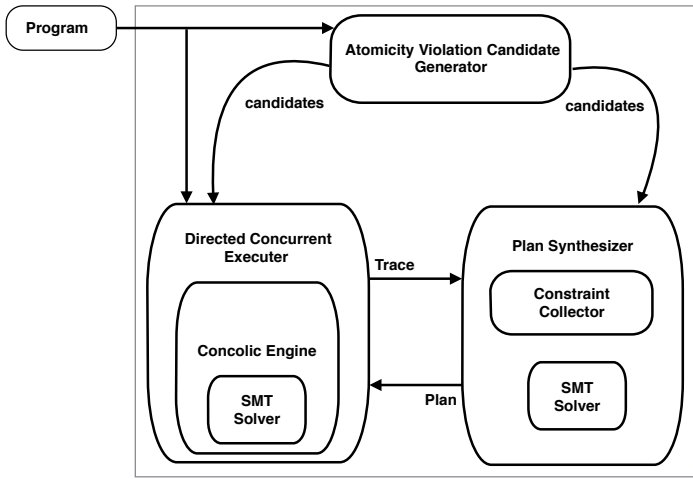 Program
Atomicity Violation Candidate
Generator
candidates
candidates
Directed Concurrent
Executer
Plan Synthesizer
Trace
Constraint
Collector
Concolic Engine
SMT
Solver
Plan
SMT
Solver